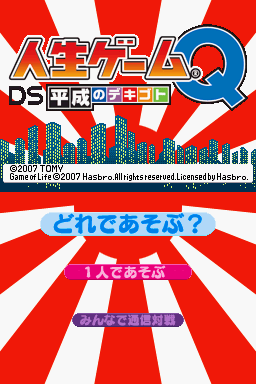 人生ゲームQ
DS 平成のデキゴト
©2007 TOMY
Game of Life ©2007 Hasbro. All rights reserved. Licensed by Hasbro.
どれであそぶ?
1人であそぶ
みんなで通信対戦